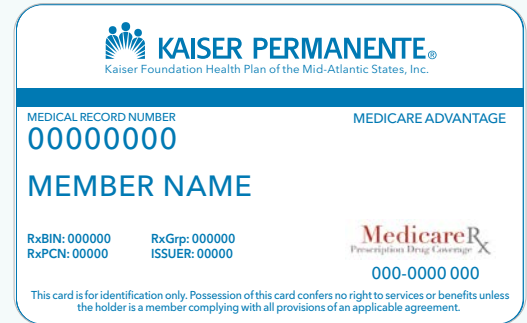 KAISER PERMANENTE®
Kaiser Foundation Health Plan of the Mid-Atlantic States, Inc.
MEDICAL RECORD NUMBER
MEDICARE ADVANTAGE
00000000
MEMBER NAME
RxBIN: 000000 RxGrp: 000000
RxPCN: 00000 ISSUER: 00000
MedicareRx
Prescription Drug Coverage
000-0000 000
This card is for identification only. Possession of this card confers no right to services or benefits unless
the holder is a member complying with all provisions of an applicable agreement.